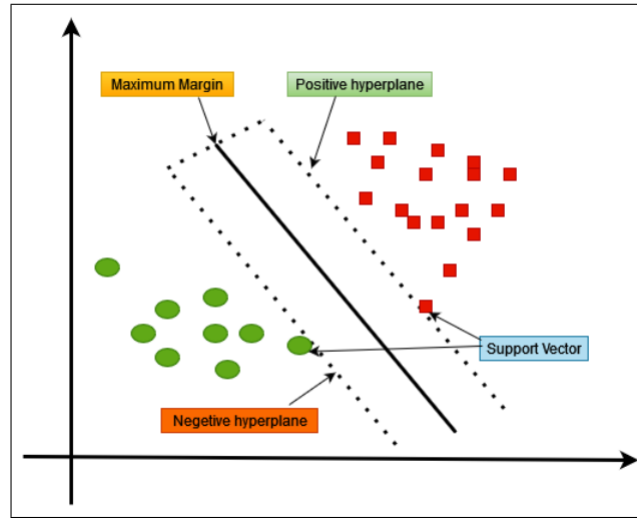 Maximum Margin
Positive hyperplane
Support Vector
Negetive hyperplane